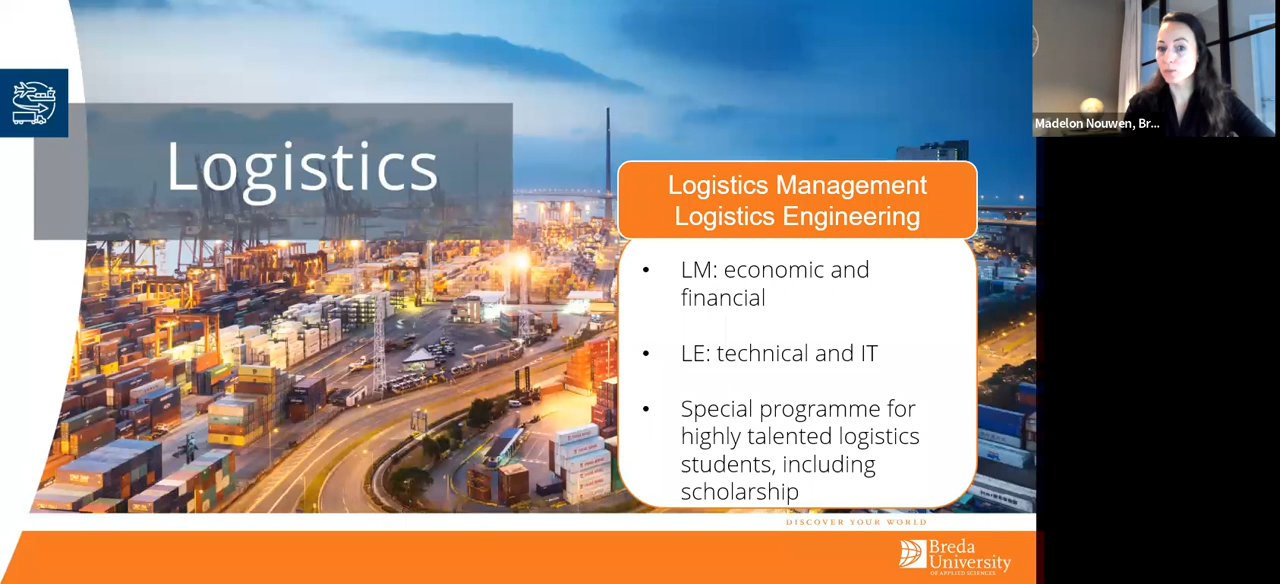 Logistics
Madelon Nouwen, Br...
Logistics Management
Logistics Engineering
• LM: economic and
financial
• LE: technical and IT
• Special programme for
highly talented logistics
students, including
scholarship
DISCOVER YOUR WORLD
Breda
University
OF APPLIED SCIENCES